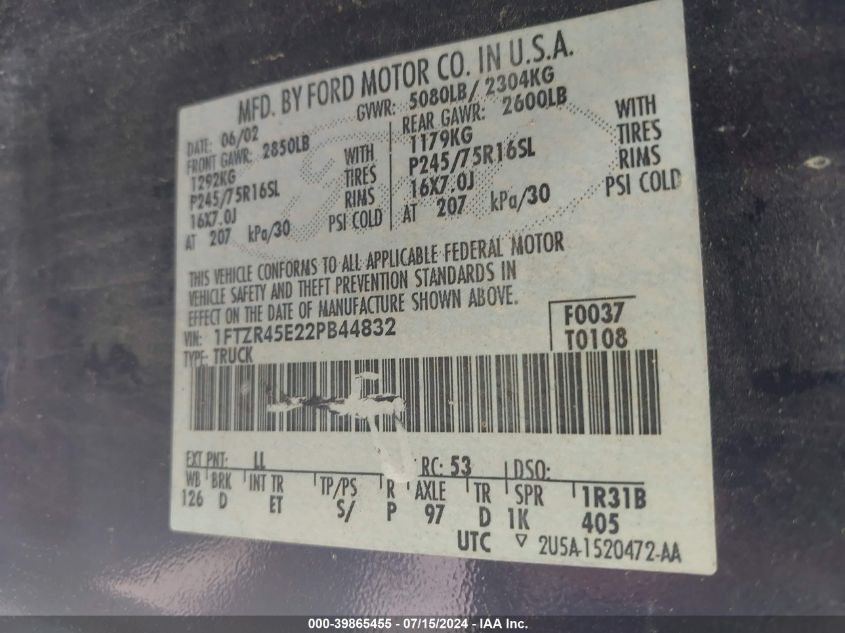 MFD. BY FORD MOTOR CO. IN U.S.A.
DATE: 06/02 GVWR: 5080LB/ 2304KG
FRONT GAWR: 2850LB REAR GAWR: 2600LB
1292KG WITH 1179KG WITH
P245/75R16SL TIRES P245/75R16SL TIRES
16X7.0J RIMS 16X7.0J RIMS
AT 207 kPa/30 PSI COLD AT 207 kPa/30 PSI COLD
THIS VEHICLE CONFORMS TO ALL APPLICABLE FEDERAL MOTOR
VEHICLE SAFETY AND THEFT PREVENTION STANDARDS IN
EFFECT ON THE DATE OF MANUFACTURE SHOWN ABOVE.
VIN: 1FTZR45E22PB44832 F0037
TYPE: TRUCK T0108
EXT PNT: LL RC: 53 DSO:
WB BRK INT TR TP/PS R AXLE TR SPR 1R31B
126 D ET S/ P 97 D 1K 405
UTC ▽ 2U5A-1520472-AA
000-39865455 - 07/15/2024 - IAA Inc.